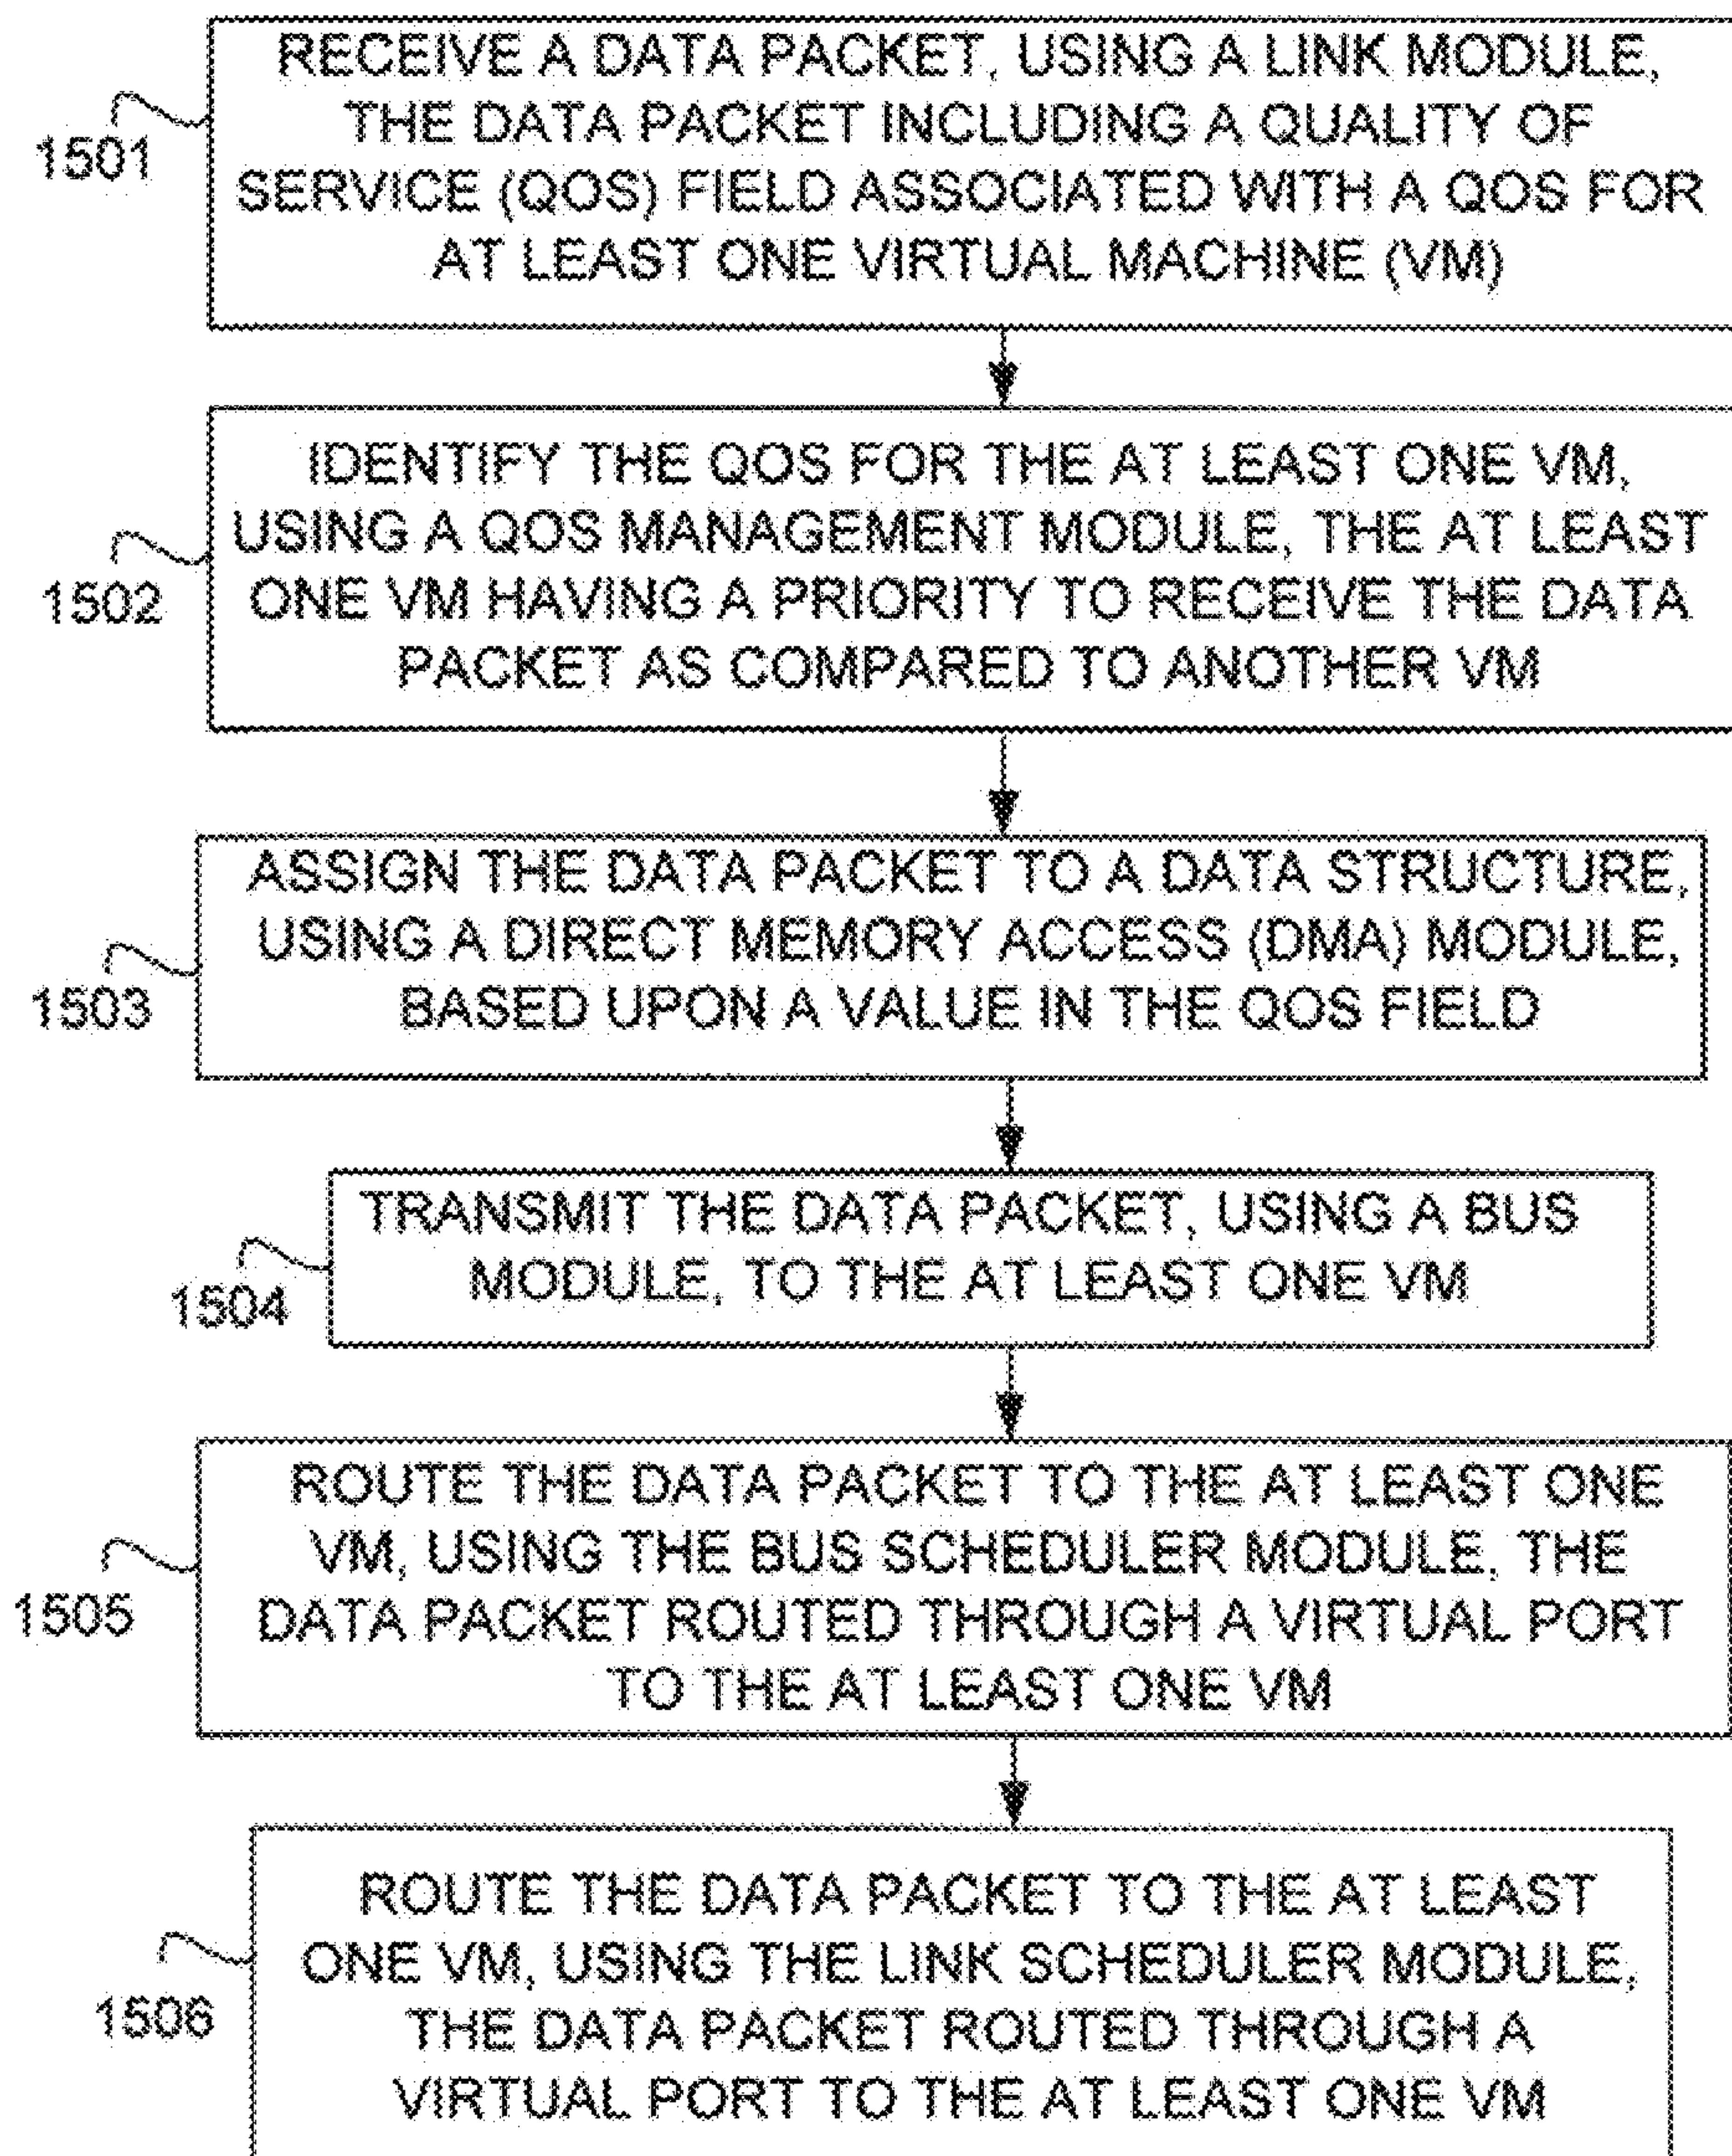 RECEIVE A DATA PACKET, USING A LINK MODULE,
THE DATA PACKET INCLUDING A QUALITY OF
SERVICE (QOS) FIELD ASSOCIATED WITH A QOS FOR
AT LEAST ONE VIRTUAL MACHINE (VM)
1501
IDENTIFY THE QOS FOR THE AT LEAST ONE VM,
USING A QOS MANAGEMENT MODULE, THE AT LEAST
ONE VM HAVING A PRIORITY TO RECEIVE THE DATA
PACKET AS COMPARED TO ANOTHER VM
1502
ASSIGN THE DATA PACKET TO A DATA STRUCTURE,
USING A DIRECT MEMORY ACCESS (DMA) MODULE,
BASED UPON A VALUE IN THE QOS FIELD
1503
TRANSMIT THE DATA PACKET, USING A BUS
MODULE, TO THE AT LEAST ONE VM
1504
ROUTE THE DATA PACKET TO THE AT LEAST ONE
VM, USING THE BUS SCHEDULER MODULE, THE
DATA PACKET ROUTED THROUGH A VIRTUAL PORT
TO THE AT LEAST ONE VM
1505
ROUTE THE DATA PACKET TO THE AT LEAST
ONE VM, USING THE LINK SCHEDULER MODULE,
THE DATA PACKET ROUTED THROUGH A
VIRTUAL PORT TO THE AT LEAST ONE VM
1506